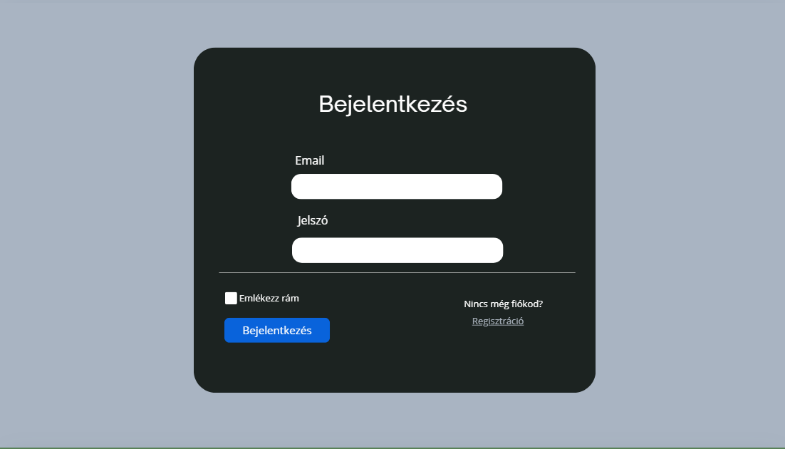 Bejelentkezés
Email
Jelszó
Emlékezz rám
Nincs még fiókod?
Regisztráció
Bejelentkezés